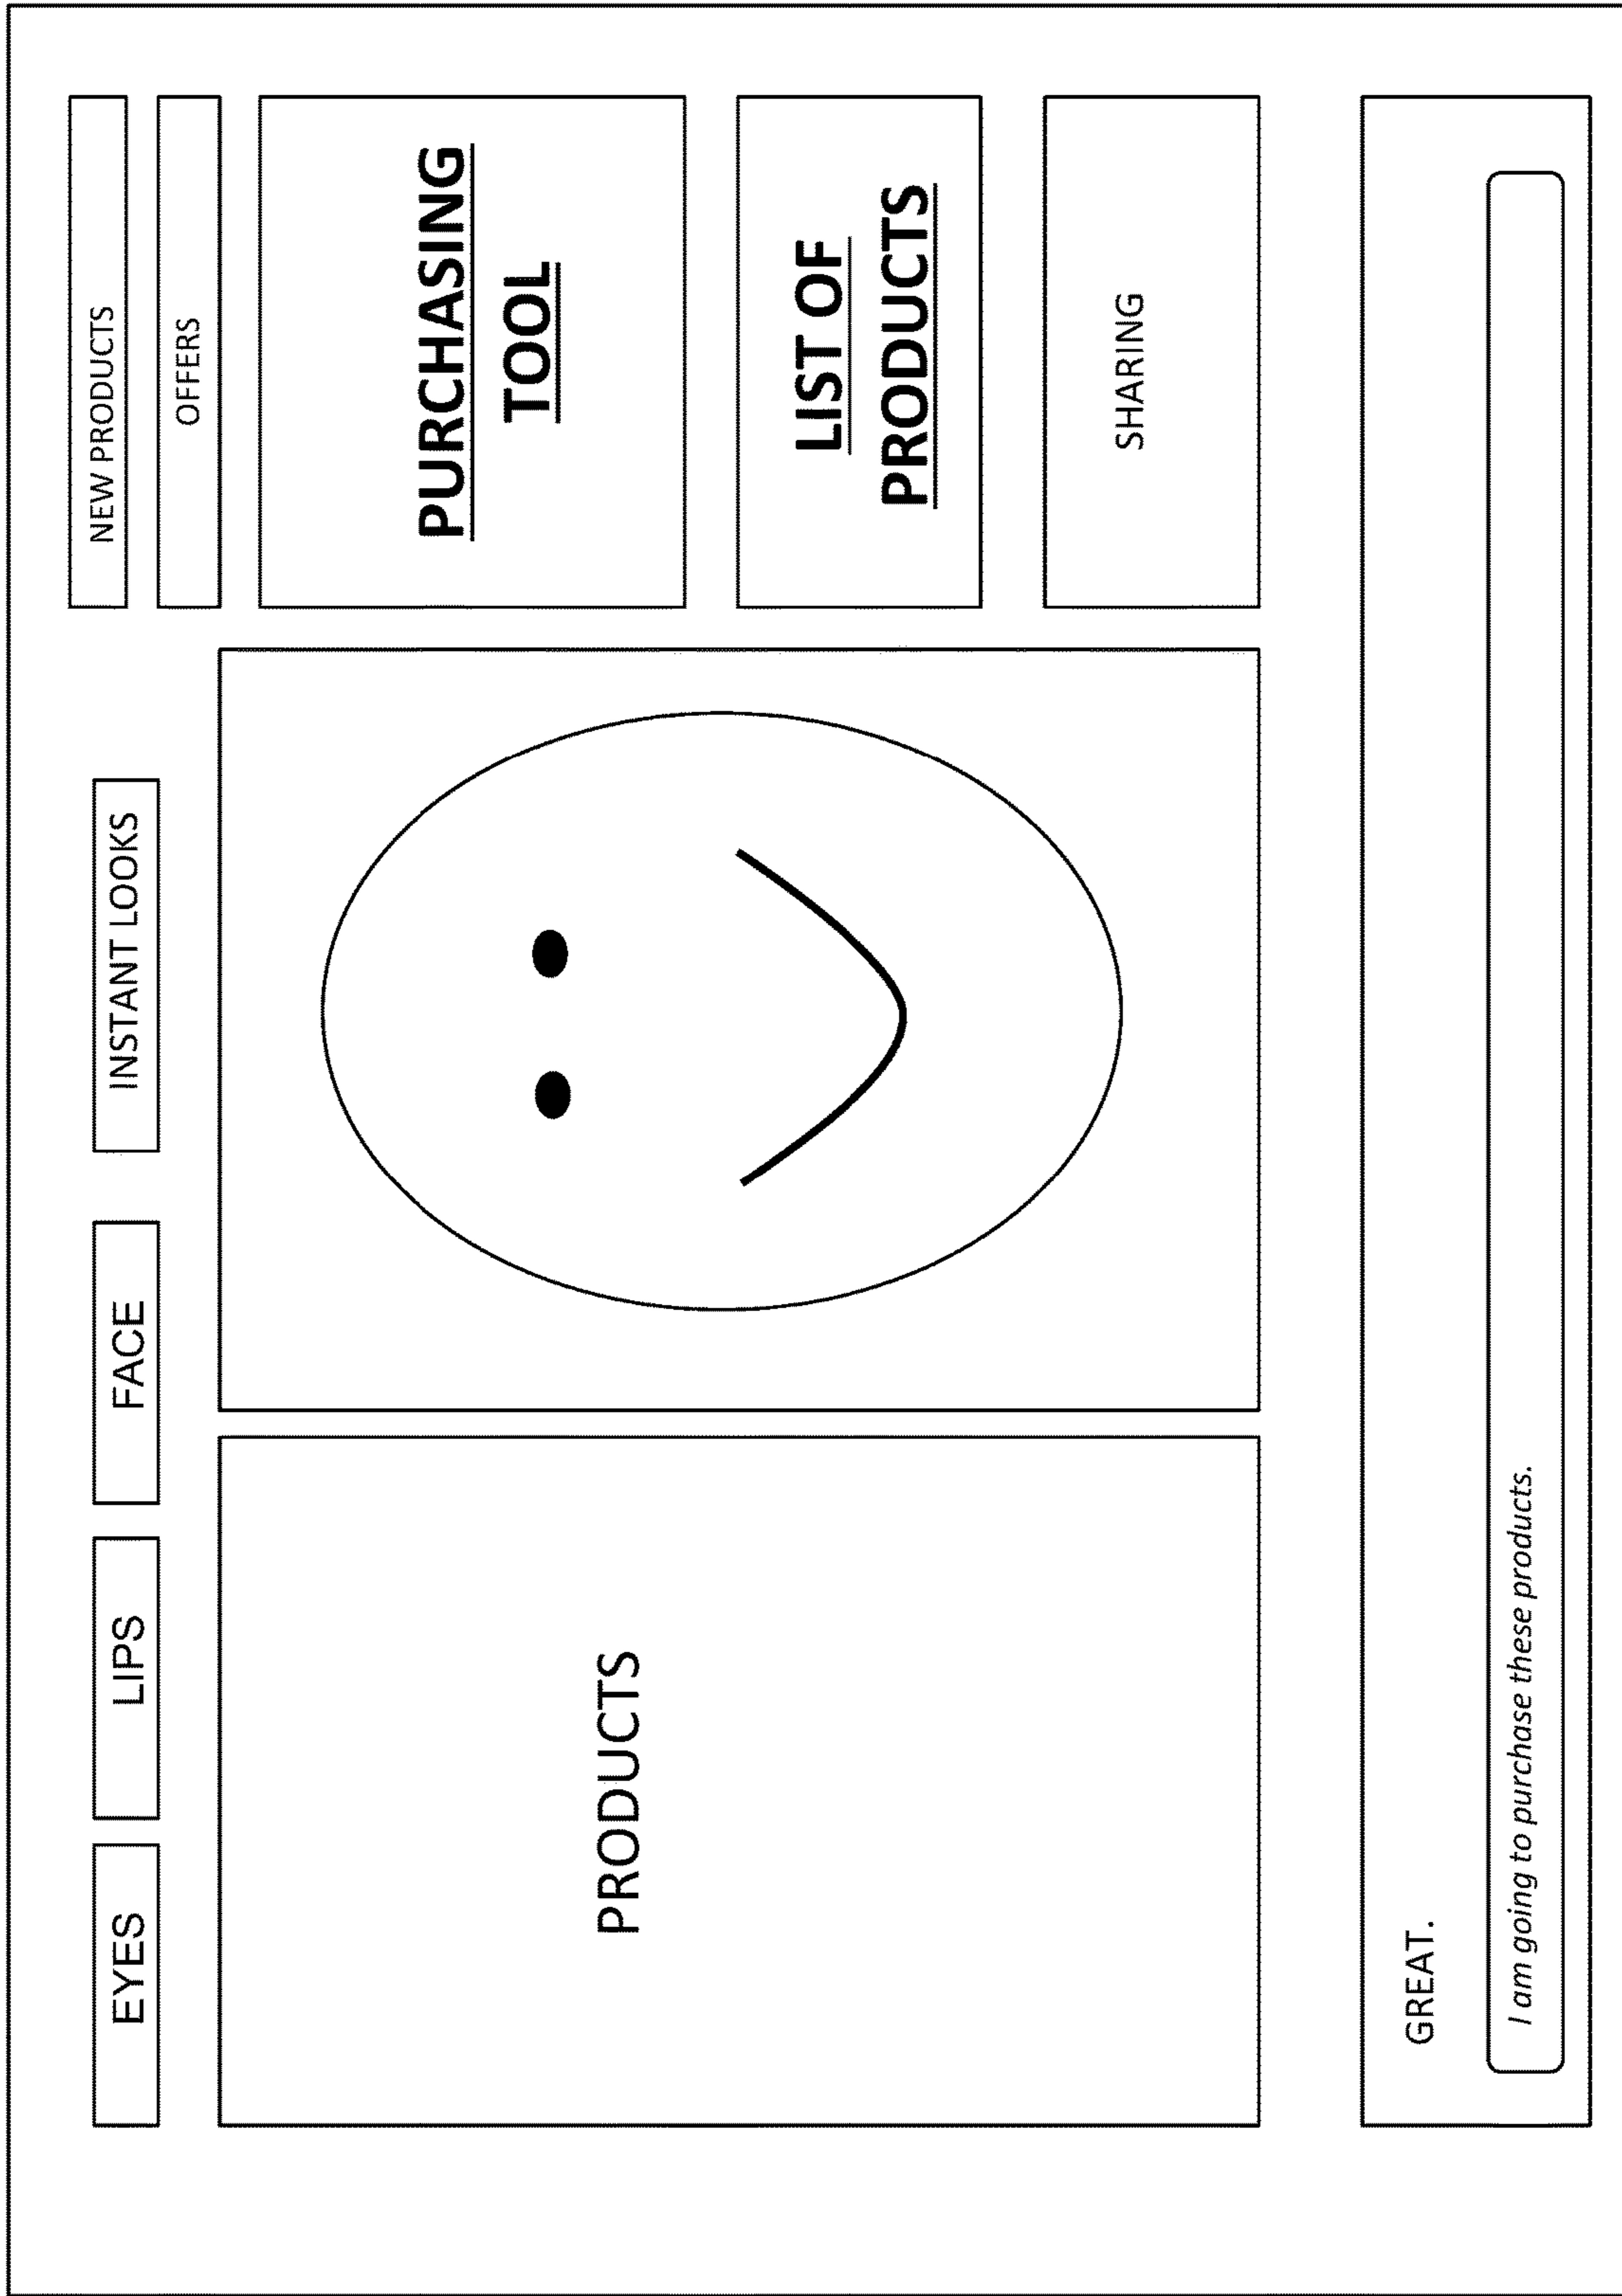 EYES
LIPS
FACE
INSTANT LOOKS
NEW PRODUCTS
OFFERS
PRODUCTS
PURCHASING
TOOL
LIST OF
PRODUCTS
SHARING
GREAT.
I am going to purchase these products.